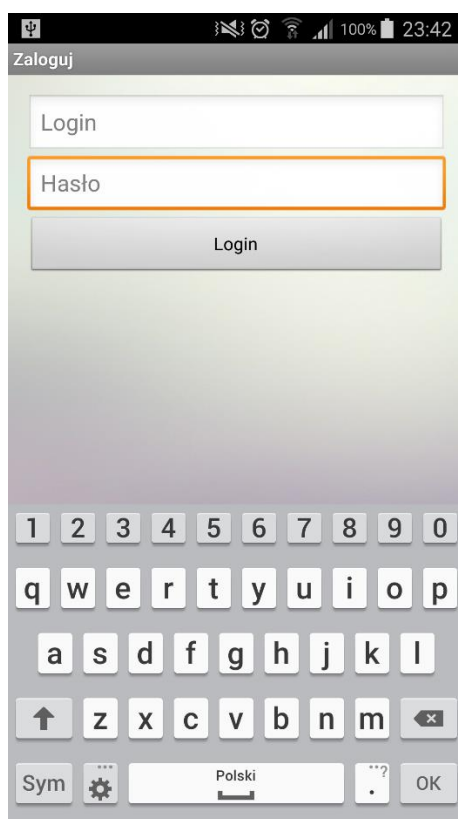 100% 23:42
Zaloguj
Login
Hasło
Login
1 2 3 4 5 6 7 8 9 0
q w e r t y u i o p
a s d f g h j k l
z x c v b n m
Sym Polski . ...? OK